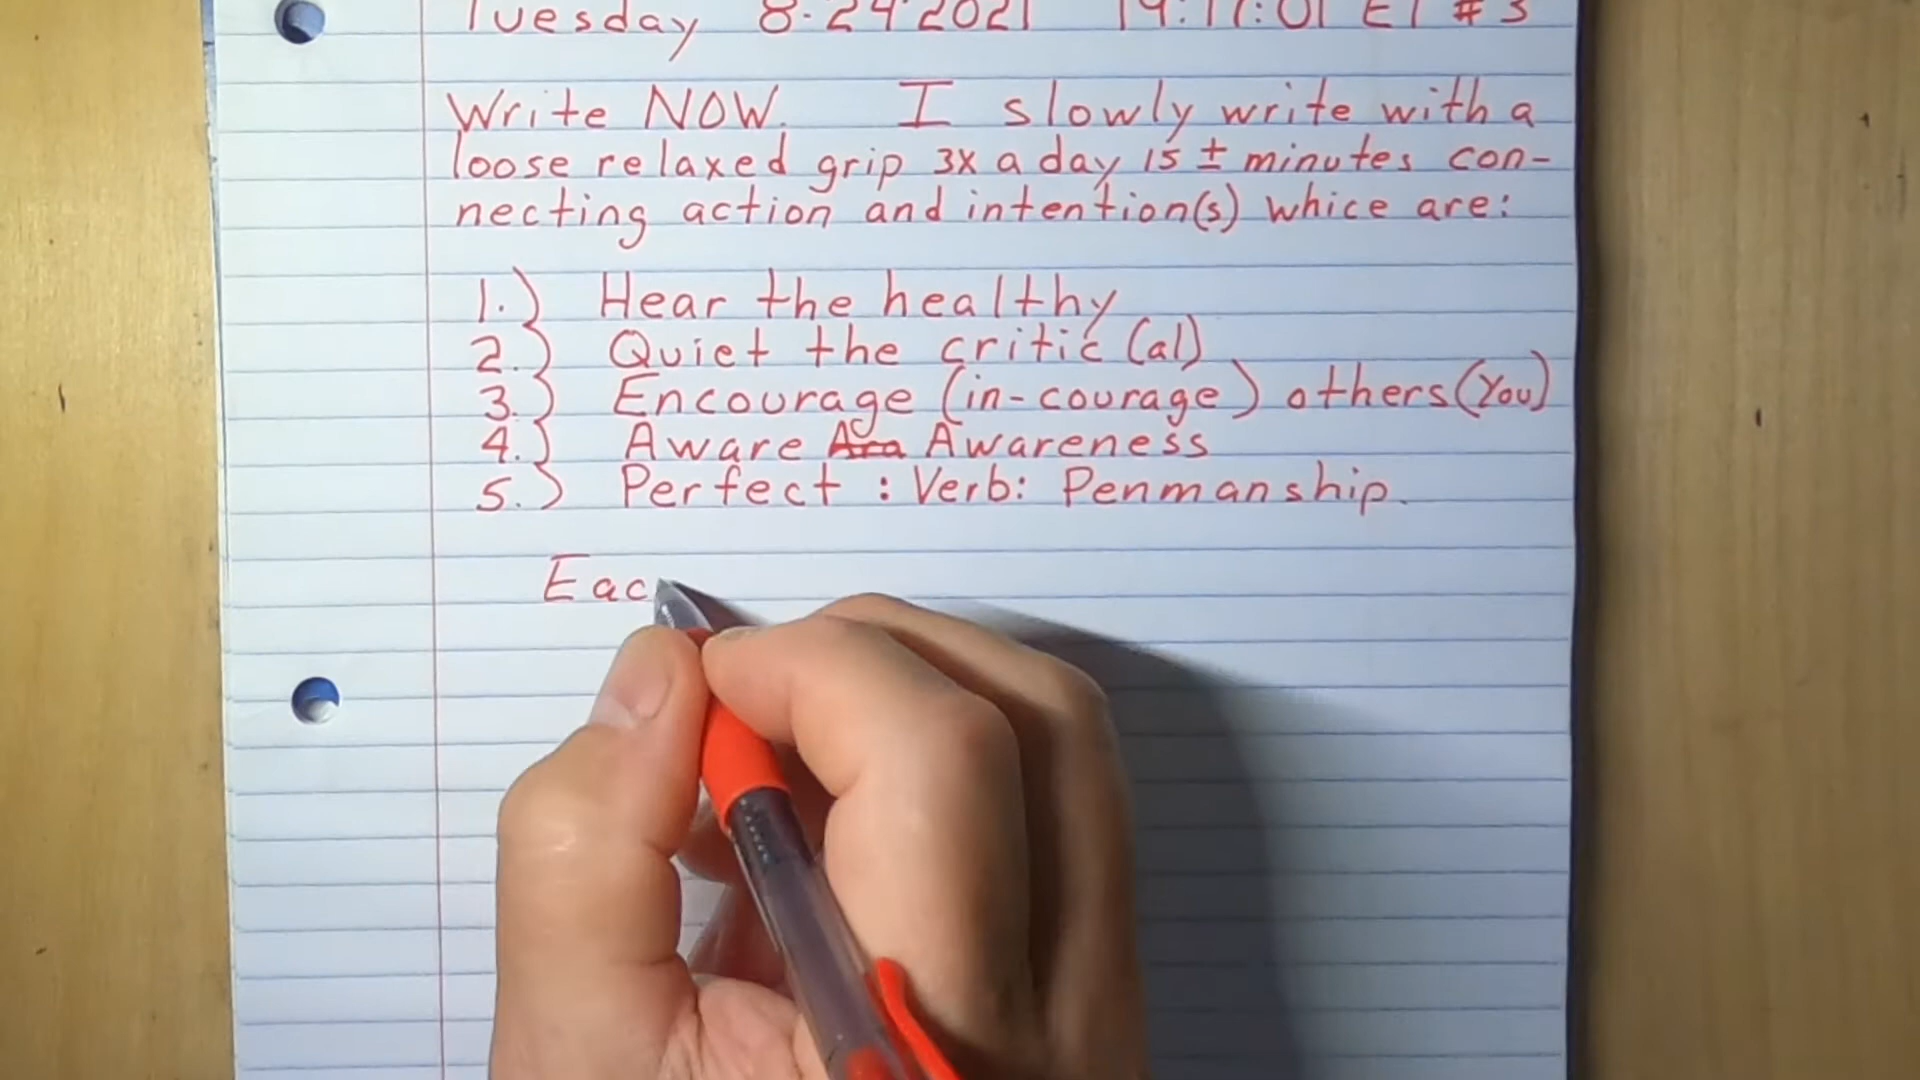 Tuesday 8.24 2021 19:17:01 ET #3
Write NOW. I slowly write with a
loose relaxed grip 3x a day 15 ± minutes con-
necting action and intention(s) whice are:
1.) Hear the healthy
2.) Quiet the critic (al)
3.) Encourage (in-courage) others (You)
4.) Aware Ara Awareness
5.) Perfect : Verb: Penmanship.
Eac